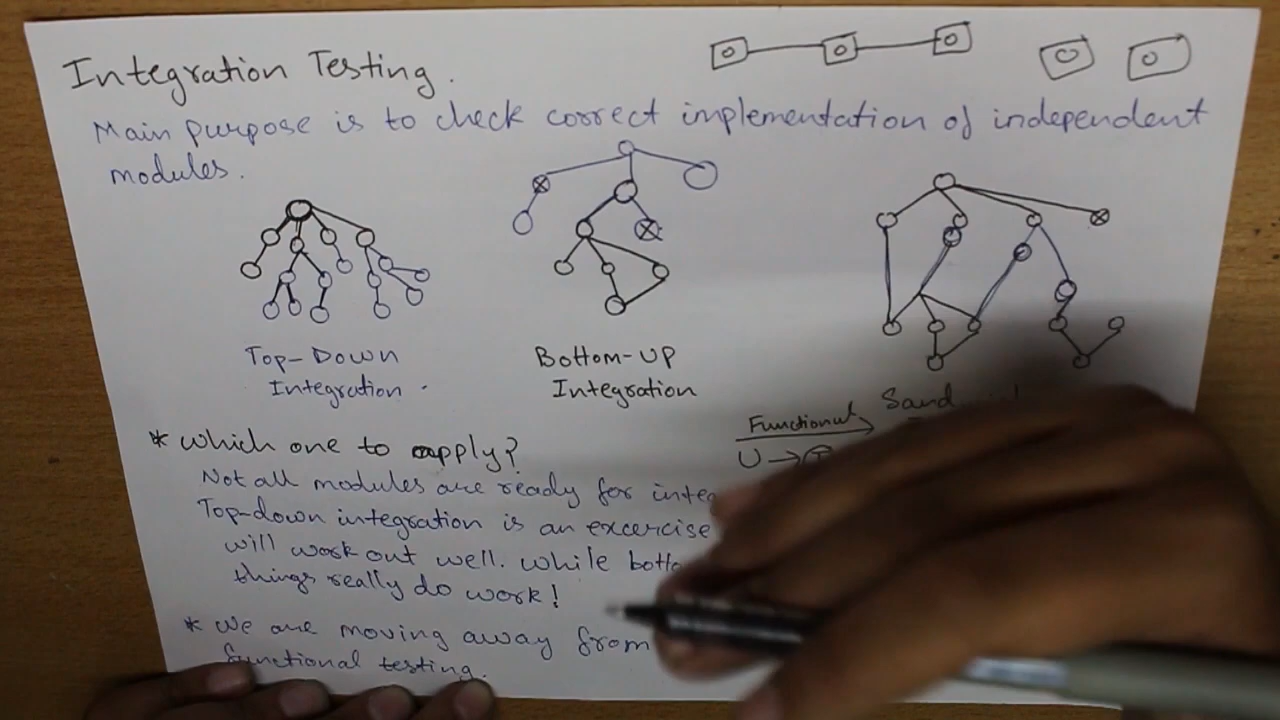 Integration Testing.
Main purpose is to check correct implementation of independent
modules.
Top-Down
Integration
Bottom-Up
Integration
Functional
U →
* Which one to apply?
Not all modules are ready for
Top-down integration is an excercise
will work out well. While
things really do work!
* We are moving away from
functional testing.